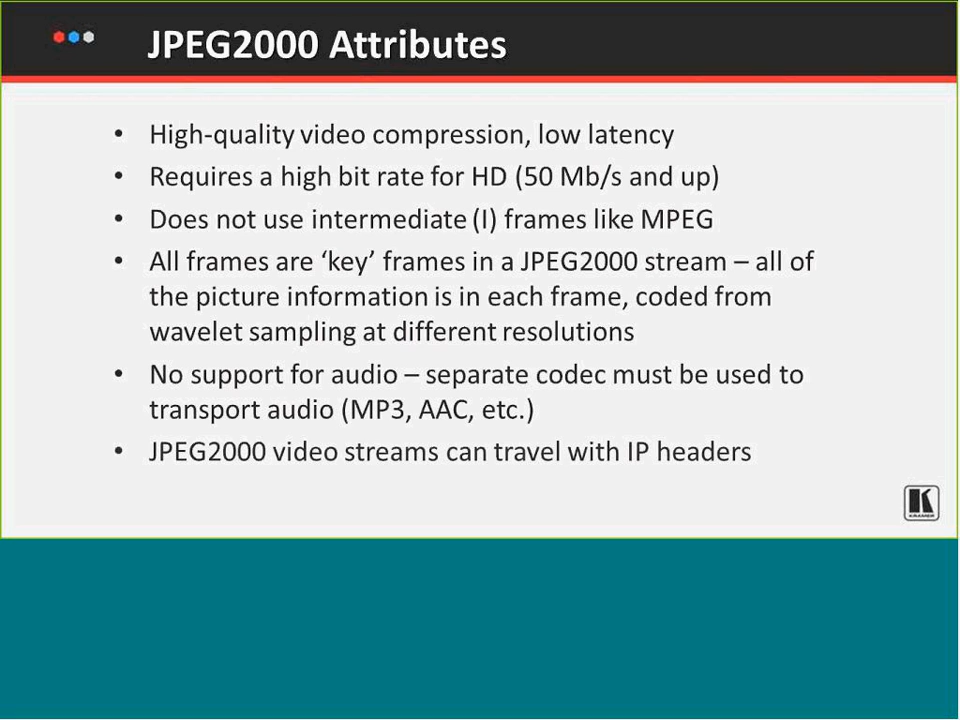 JPEG2000 Attributes
• High-quality video compression, low latency
• Requires a high bit rate for HD (50 Mb/s and up)
• Does not use intermediate (I) frames like MPEG
• All frames are ‘key’ frames in a JPEG2000 stream – all of
the picture information is in each frame, coded from
wavelet sampling at different resolutions
• No support for audio – separate codec must be used to
transport audio (MP3, AAC, etc.)
• JPEG2000 video streams can travel with IP headers
K
KRAMER